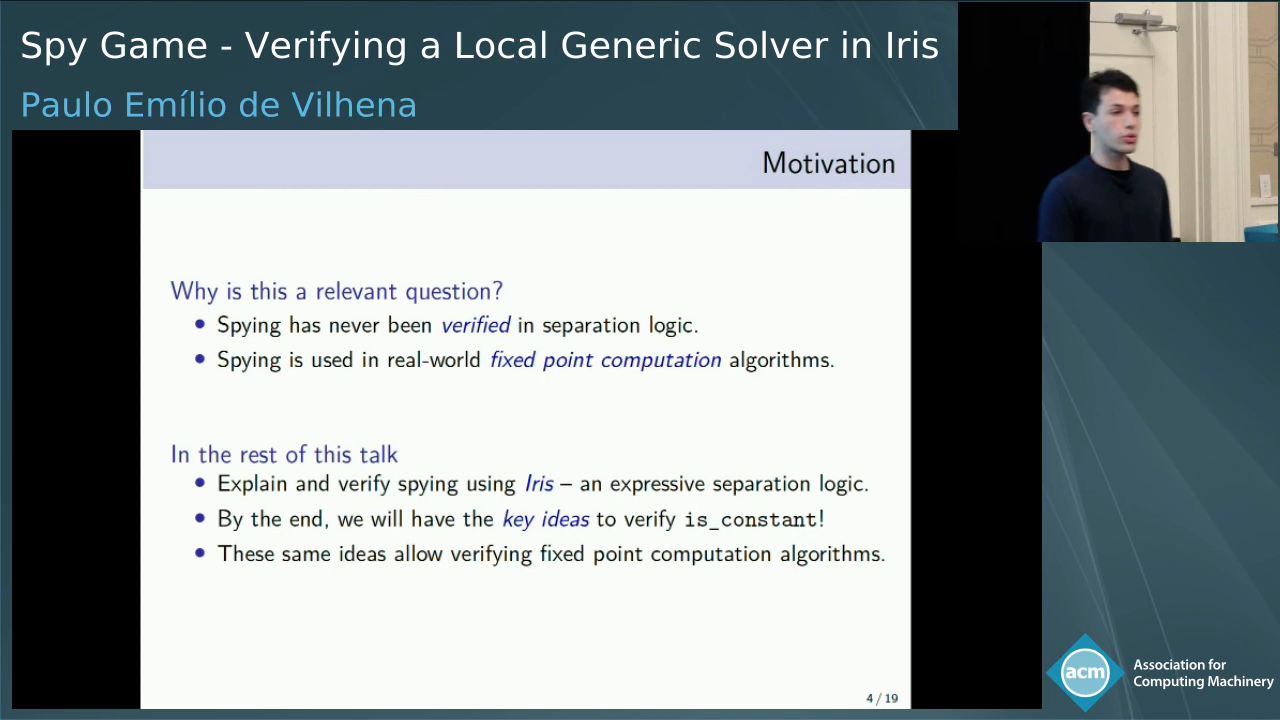 Spy Game - Verifying a Local Generic Solver in Iris
Paulo Emílio de Vilhena
Motivation
Why is this a relevant question?
• Spying has never been verified in separation logic.
• Spying is used in real-world fixed point computation algorithms.
In the rest of this talk
• Explain and verify spying using Iris – an expressive separation logic.
• By the end, we will have the key ideas to verify is_constant!
• These same ideas allow verifying fixed point computation algorithms.
4 / 19
acm
Association for
Computing Machinery